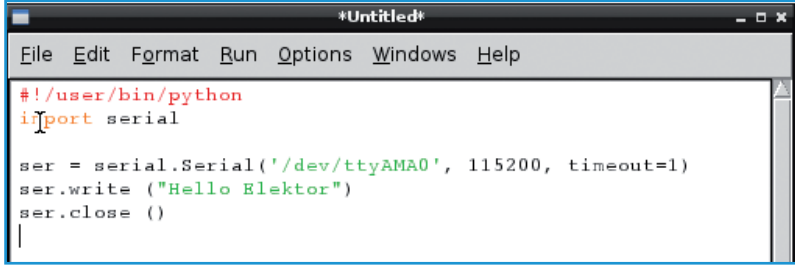 *Untitled*
File Edit Format Run Options Windows Help
#!/user/bin/python
import serial
ser = serial.Serial('/dev/ttyAMA0', 115200, timeout=1)
ser.write ("Hello Elektor")
ser.close ()